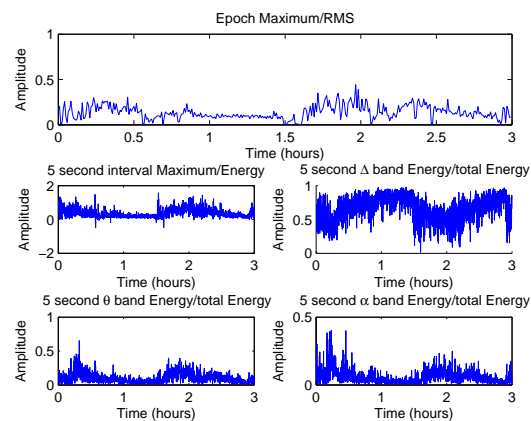 Epoch Maximum/RMS
1
0.5
0
Amplitude
0 0.5 1 1.5 2 2.5 3
Time (hours)
5 second interval Maximum/Energy
2
0
−2
Amplitude
0 1 2 3
Time (hours)
5 second Δ band Energy/total Energy
1
0.5
0
Amplitude
0 1 2 3
Time (hours)
5 second θ band Energy/total Energy
1
0.5
0
Amplitude
0 1 2 3
Time (hours)
5 second α band Energy/total Energy
0.5
0
Amplitude
0 1 2 3
Time (hours)